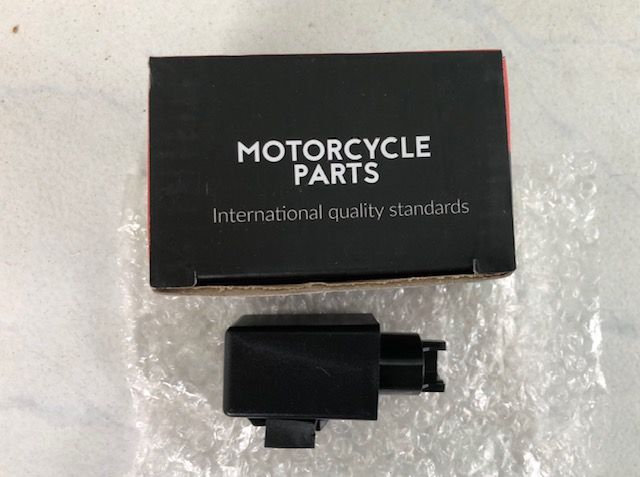 MOTORCYCLE
PARTS
International quality standards